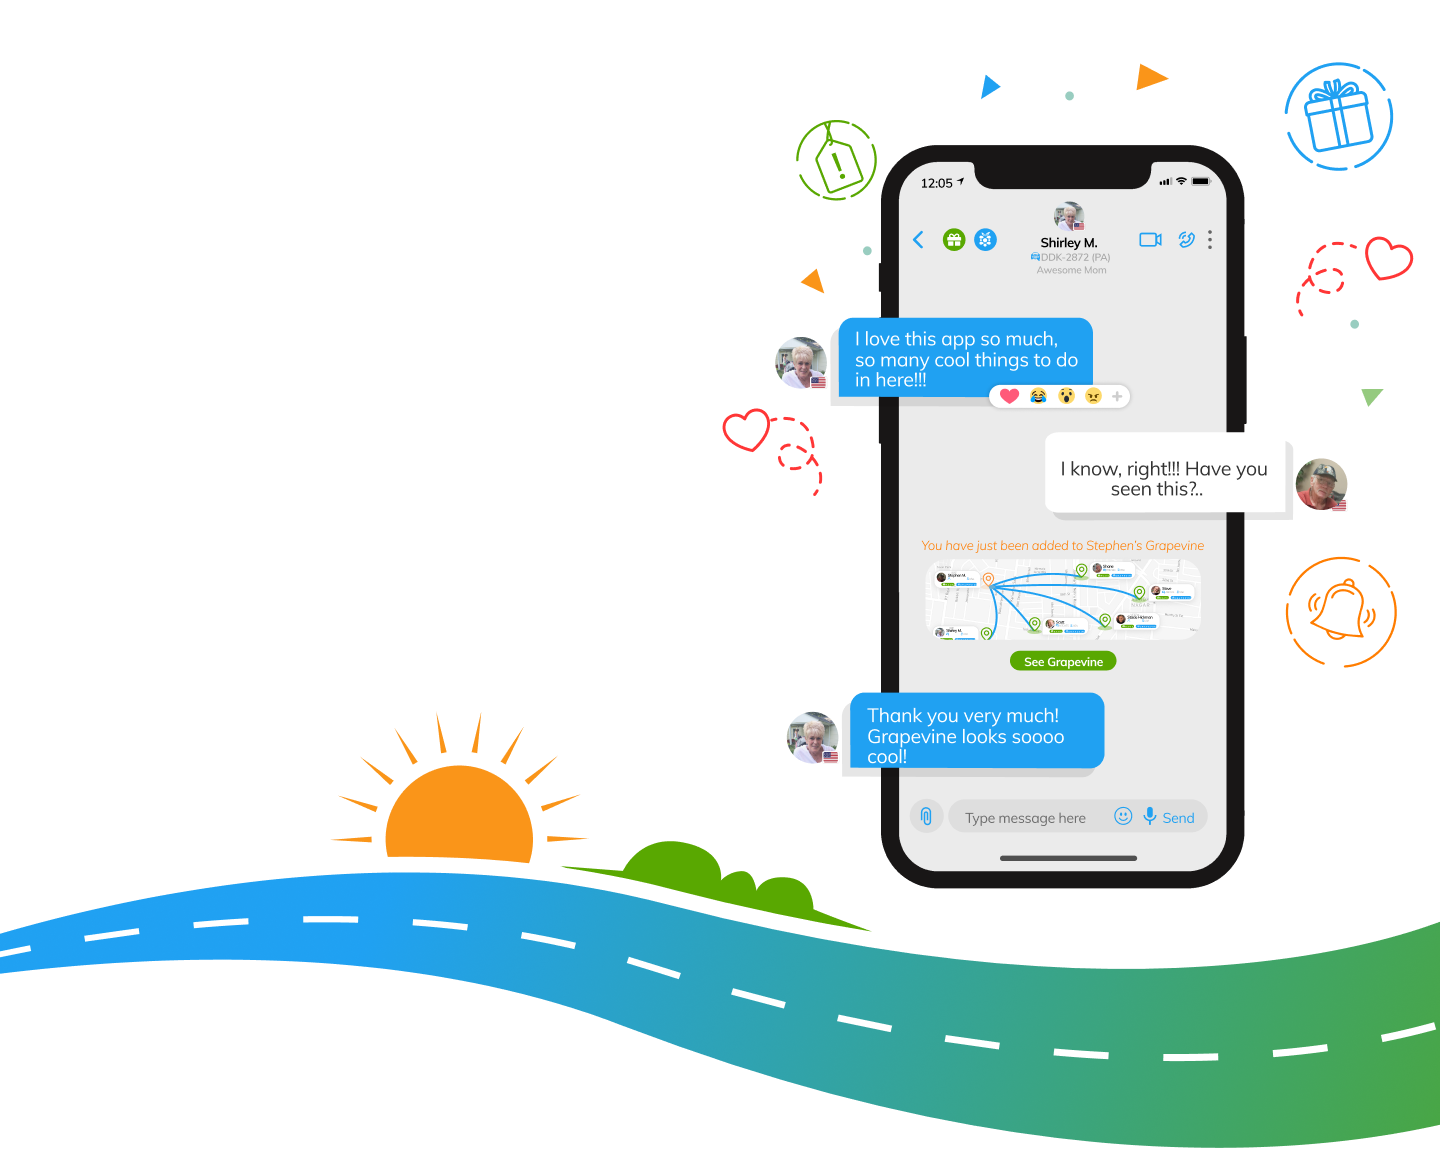 12:05
Shirley M.
DDK-2872 (PA)
Awesome Mom
I love this app so much,
so many cool things to do
in here!!!
I know, right!!! Have you
seen this?..
You have just been added to Stephen's Grapevine
Stephen M.
Shirley M.
See Grapevine
Thank you very much!
Grapevine looks soooo
cool!
Type message here
Send